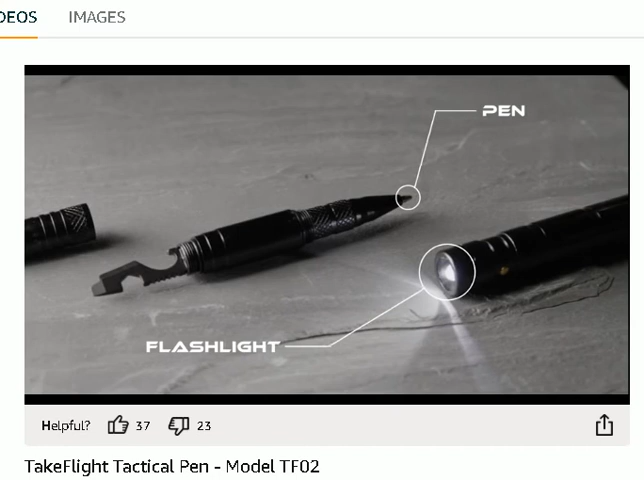 DEOS IMAGES
PEN
FLASHLIGHT
Helpful? 37 23
TakeFlight Tactical Pen - Model TF02